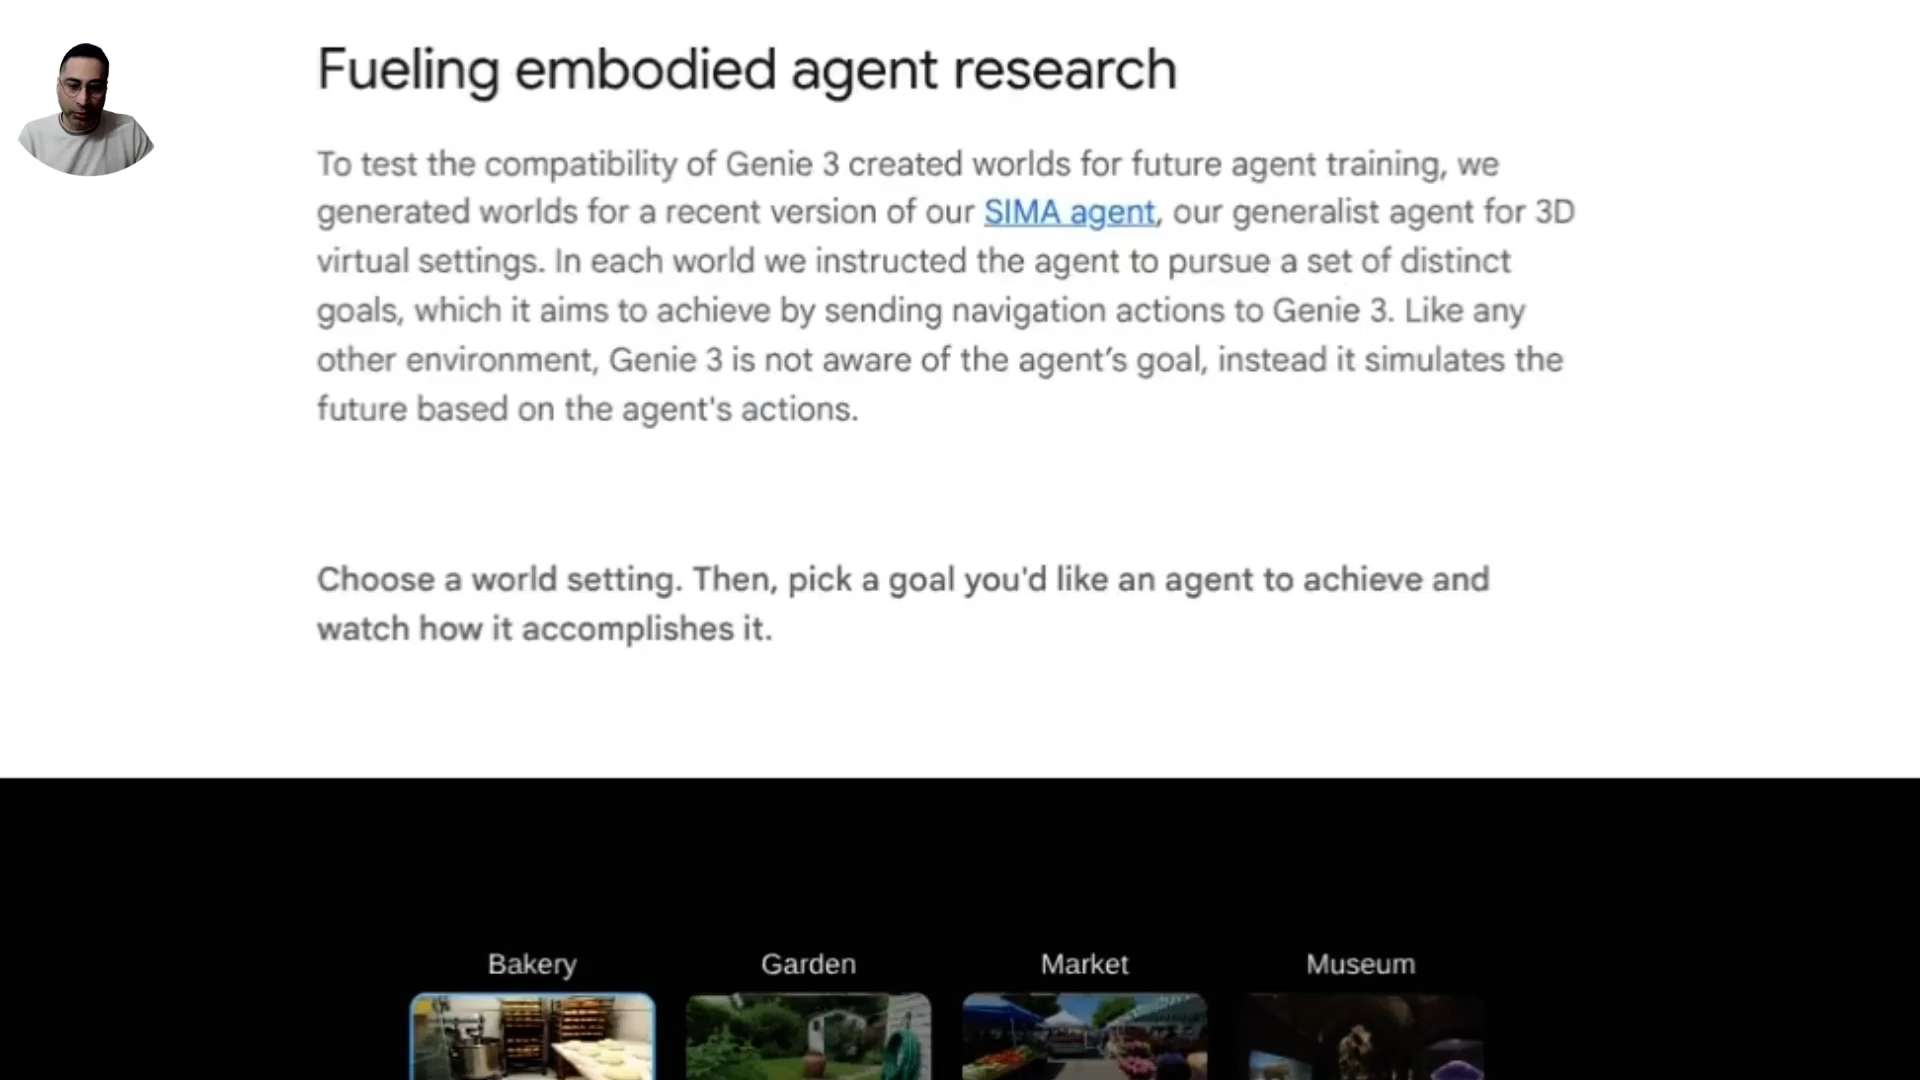 Fueling embodied agent research
To test the compatibility of Genie 3 created worlds for future agent training, we
generated worlds for a recent version of our SIMA agent, our generalist agent for 3D
virtual settings. In each world we instructed the agent to pursue a set of distinct
goals, which it aims to achieve by sending navigation actions to Genie 3. Like any
other environment, Genie 3 is not aware of the agent’s goal, instead it simulates the
future based on the agent's actions.
Choose a world setting. Then, pick a goal you'd like an agent to achieve and
watch how it accomplishes it.
Bakery
Garden
Market
Museum